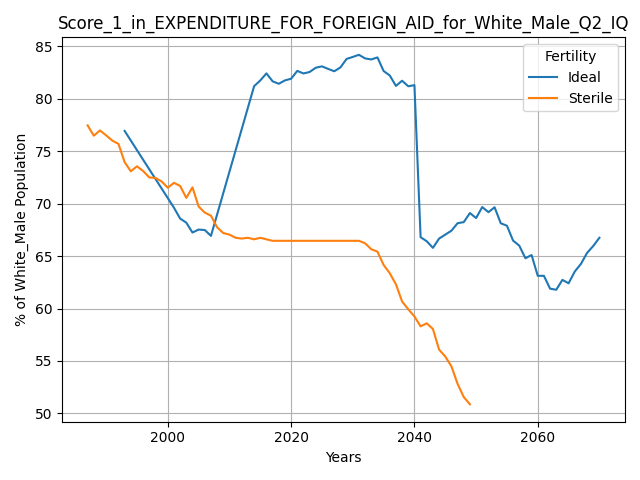 Score_1_in_EXPENDITURE_FOR_FOREIGN_AID_for_White_Male_Q2_IQ
% of White_Male Population
85
80
75
70
65
60
55
50
Fertility
Ideal
Sterile
2000
2020
2040
2060
Years